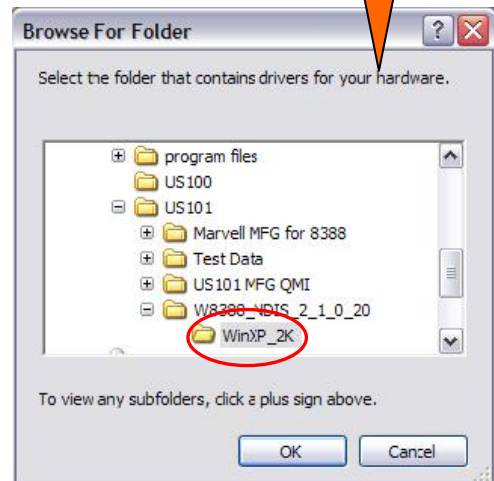 Browse For Folder
Select the folder that contains drivers for your hardware.
program files
US100
US101
Marvell MFG for 8388
Test Data
US101 MFG QMI
W8388_NDIS_2_1_0_20
WinXP_2K
To view any subfolders, click a plus sign above.
OK Cancel